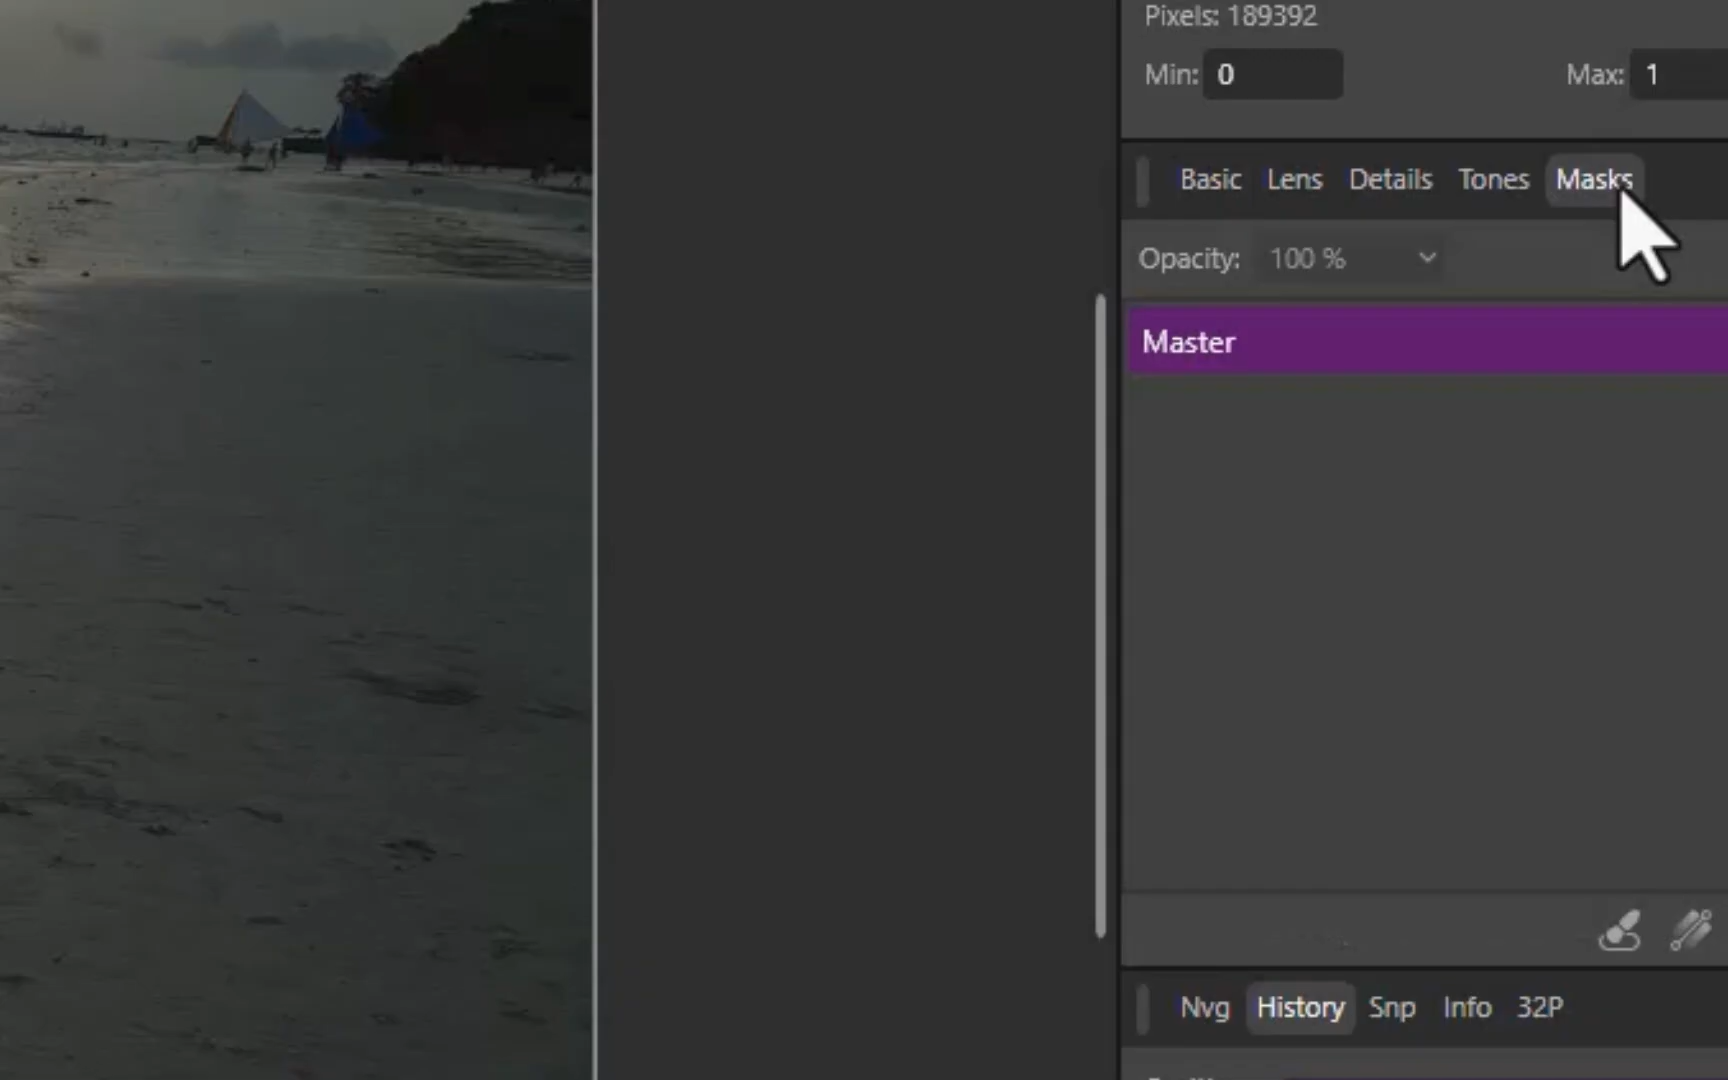 Pixels: 189392
Min: 0 Max: 1
Basic Lens Details Tones Masks
Opacity: 100 %
Master
Nvg History Snp Info 32P